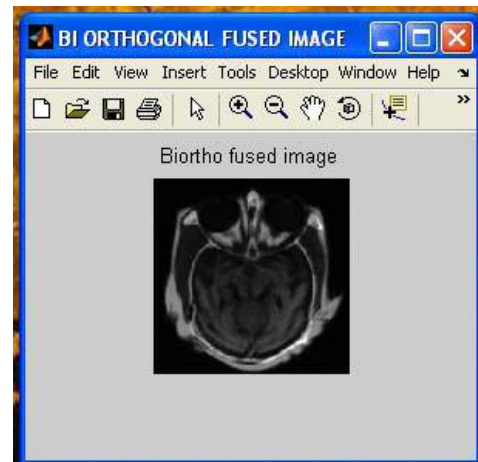 BI ORTHOGONAL FUSED IMAGE
File Edit View Insert Tools Desktop Window Help
Biortho fused image